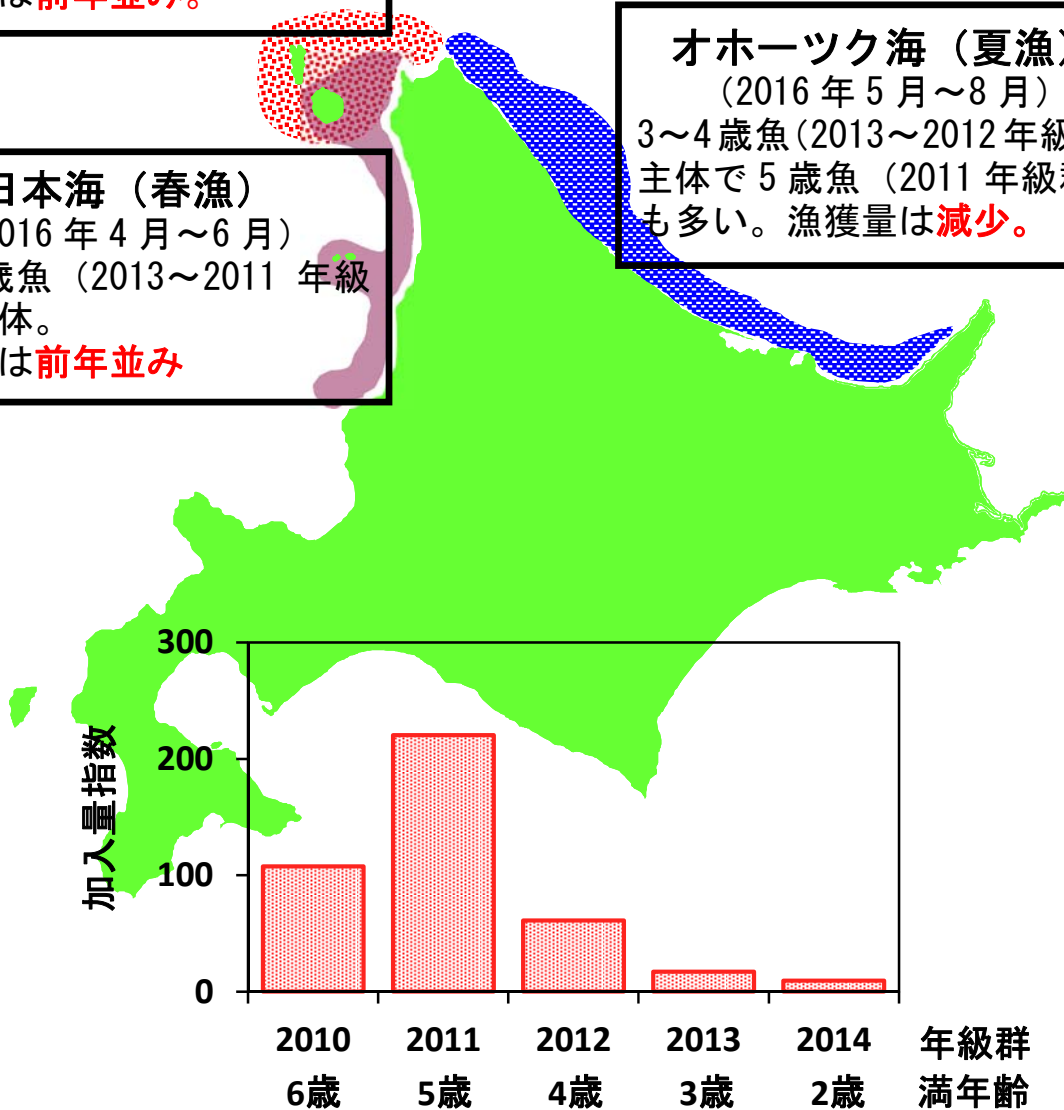 は前年並み。
オホーツク海（夏漁）
（2016 年 5 月～8 月）
3～4歳魚（2013～2012 年級
主体で 5 歳魚 （2011 年級
も多い。漁獲量は減少。
日本海（春漁）
016 年 4 月～6 月）
歳魚（2013～2011 年級
体。
は前年並み
300
200
100
0
加入量指数
2010 2011 2012 2013 2014 年級群
6歳 5歳 4歳 3歳 2歳 満年齢